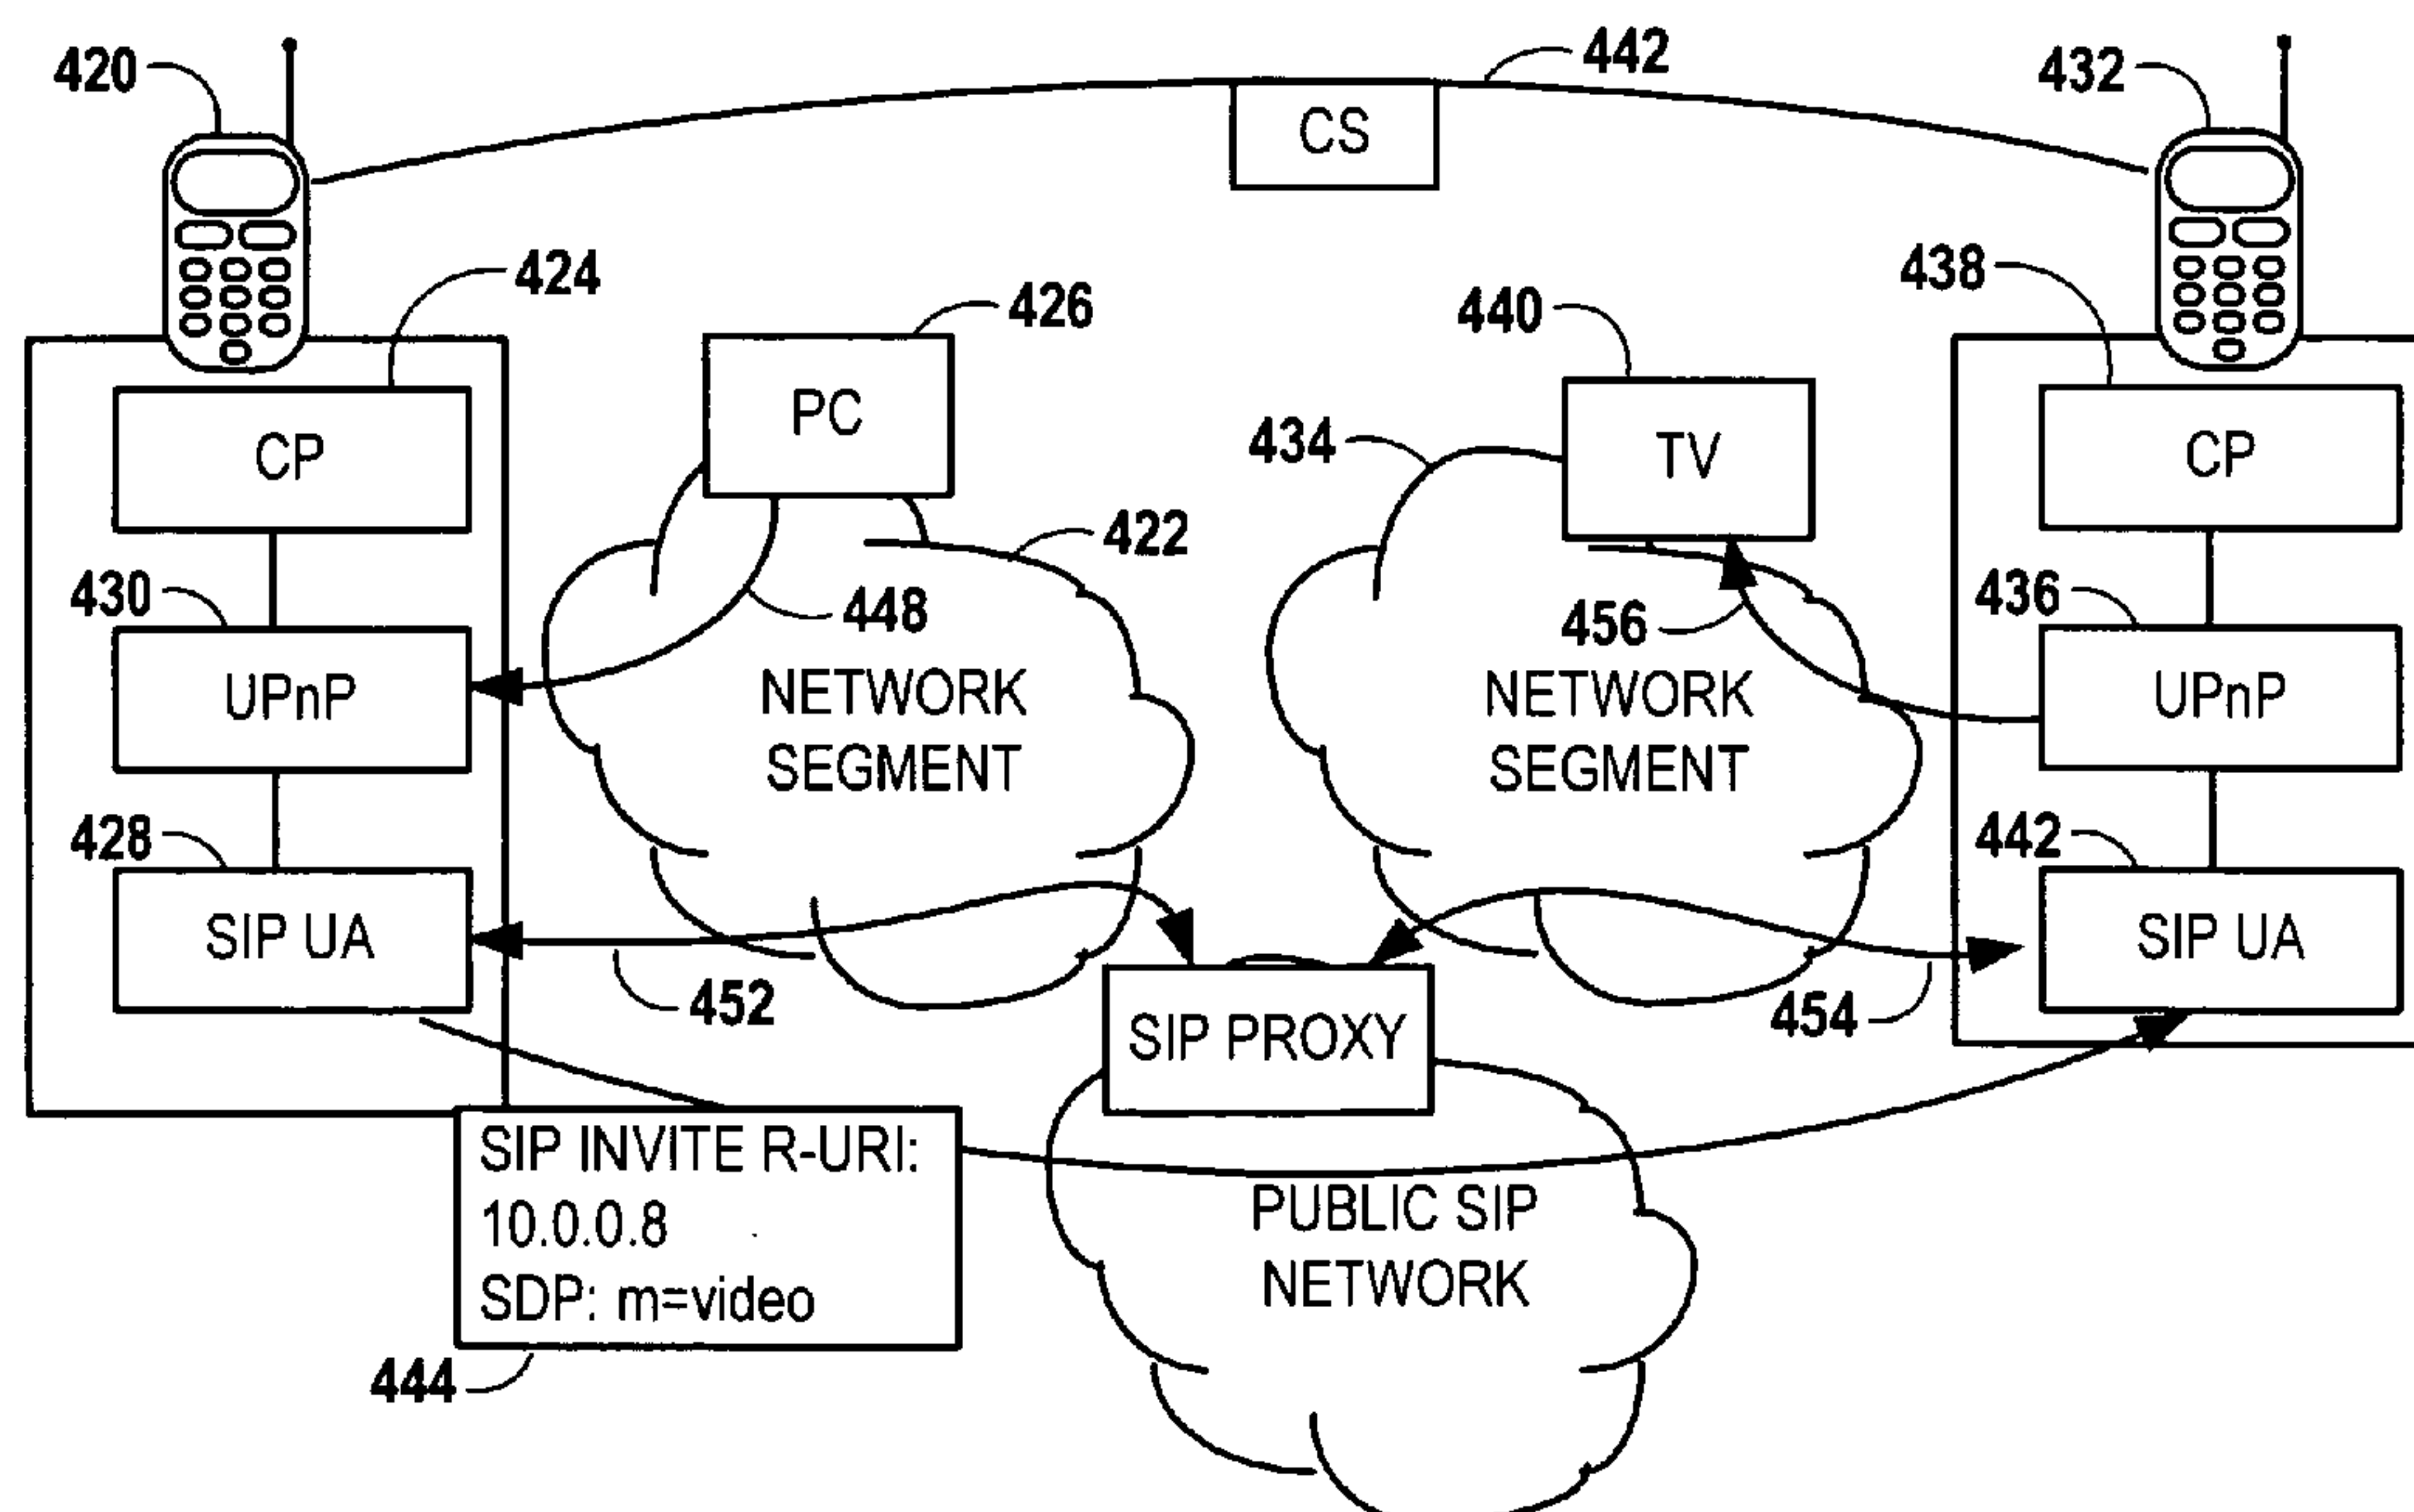 420
442
432
CS
424
438
426
440
PC
434
TV
CP
CP
422
430
448
456
436
UPnP
NETWORK
SEGMENT
NETWORK
SEGMENT
UPnP
428
442
SIP UA
SIP UA
452
454
SIP PROXY
SIP INVITE R-URI:
10.0.0.8
SDP: m=video
PUBLIC SIP
NETWORK
444